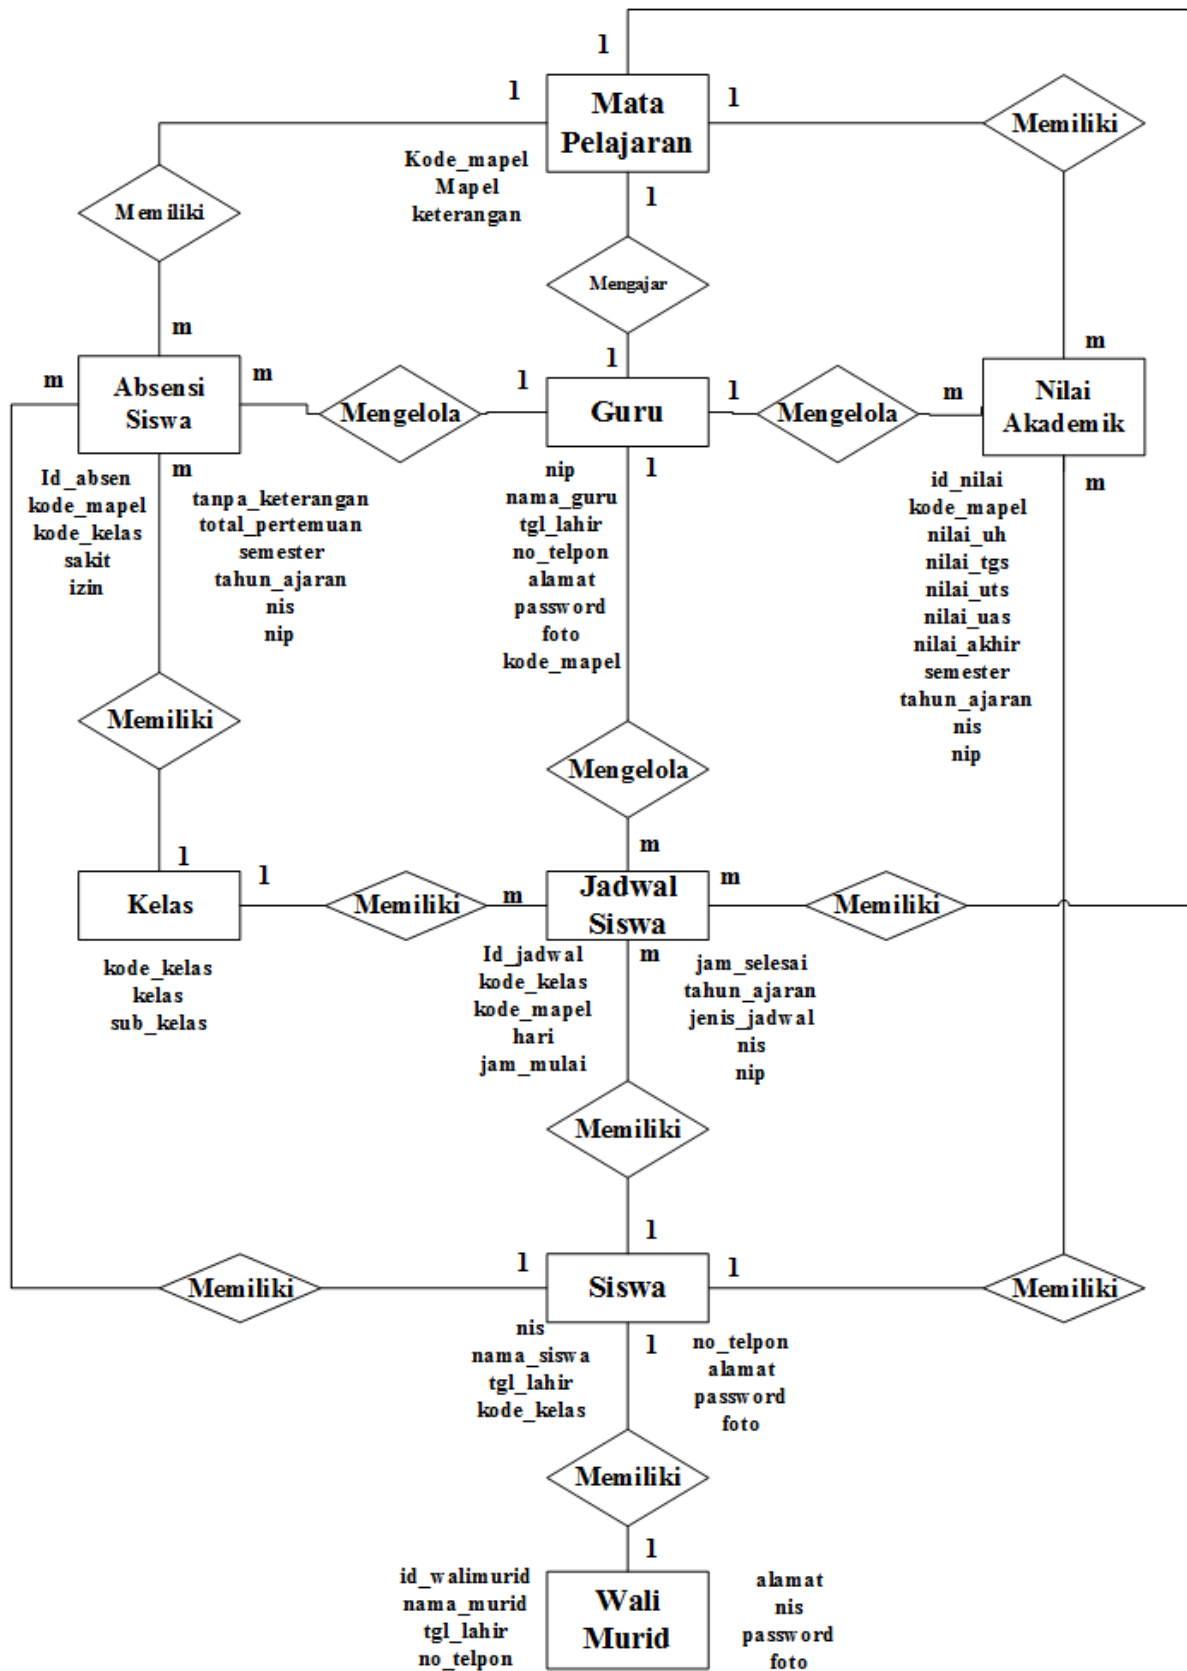 1
1
Mata
Pelajaran
1
Memiliki
Kode_mapel
Mapel
keterangan
1
Memiliki
Mengajar
m
1
m
m
Absensi
Siswa
m
Mengelola
1
Guru
1
Mengelola
m
Nilai
Akademik
Id_absen
kode_mapel
kode_kelas
sakit
izin
m
tanpa_keterangan
total_pertemuan
semester
tahun_ajaran
nis
nip
nip
nama_guru
tgl_lahir
no_telpon
alamat
password
foto
kode_mapel
1
id_nilai
kode_mapel
nilai_uh
nilai_tgs
nilai_uts
nilai_uas
nilai_akhir
semester
tahun_ajaran
nis
nip
m
Memiliki
Mengelola
1
m
Kelas
1
Memiliki
m
Jadwal
Siswa
m
Memiliki
kode_kelas
kelas
sub_kelas
Id_jadwal
kode_kelas
kode_mapel
hari
jam_mulai
m
jam_selesai
tahun_ajaran
jenis_jadwal
nis
nip
Memiliki
1
Memiliki
1
Siswa
1
Memiliki
nis
nama_siswa
tgl_lahir
kode_kelas
1
no_telpon
alamat
password
foto
Memiliki
1
id_walimurid
nama_murid
tgl_lahir
no_telpon
Wali
Murid
alamat
nis
password
foto